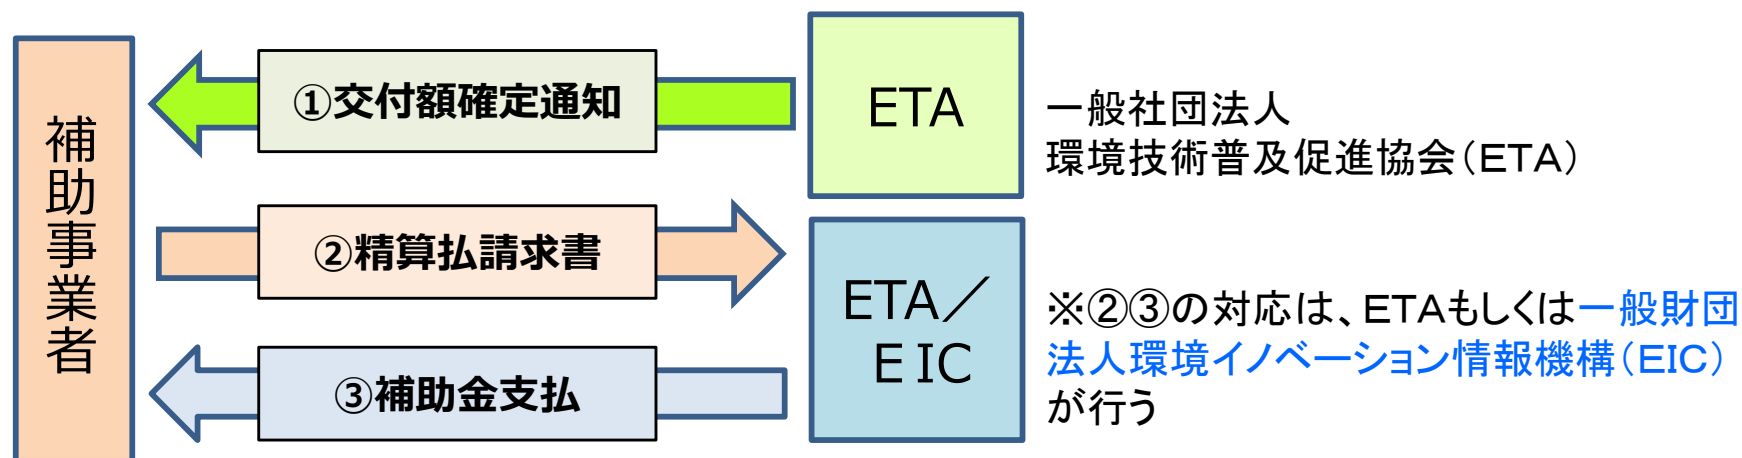 補助事業者
①交付額確定通知
ETA
一般社団法人
環境技術普及促進協会（ETA）
②精算払請求書
ETA／
EIC
※②③の対応は、ETAもしくは一般財団
法人環境イノベーション情報機構（EIC）
が行う
③補助金支払